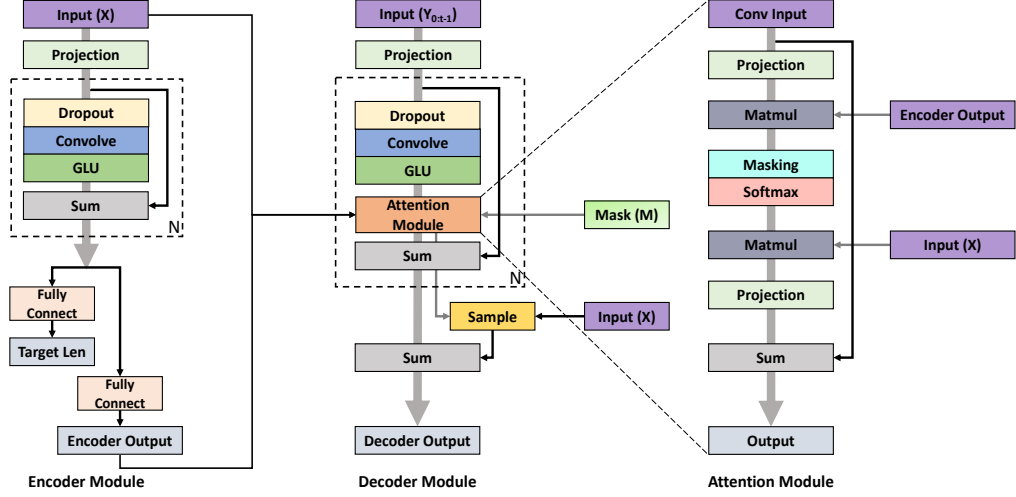 Input (X)
Projection
Dropout
Convolve
GLU
Sum
N
Fully
Connect
Target Len
Fully
Connect
Encoder Output
Encoder Module
Input (Y0:t-1)
Projection
Dropout
Convolve
GLU
Attention
Module
Mask (M)
Sum
N
Sample
Input (X)
Sum
Decoder Output
Decoder Module
Conv Input
Projection
Matmul
Encoder Output
Masking
Softmax
Matmul
Input (X)
Projection
Sum
Output
Attention Module